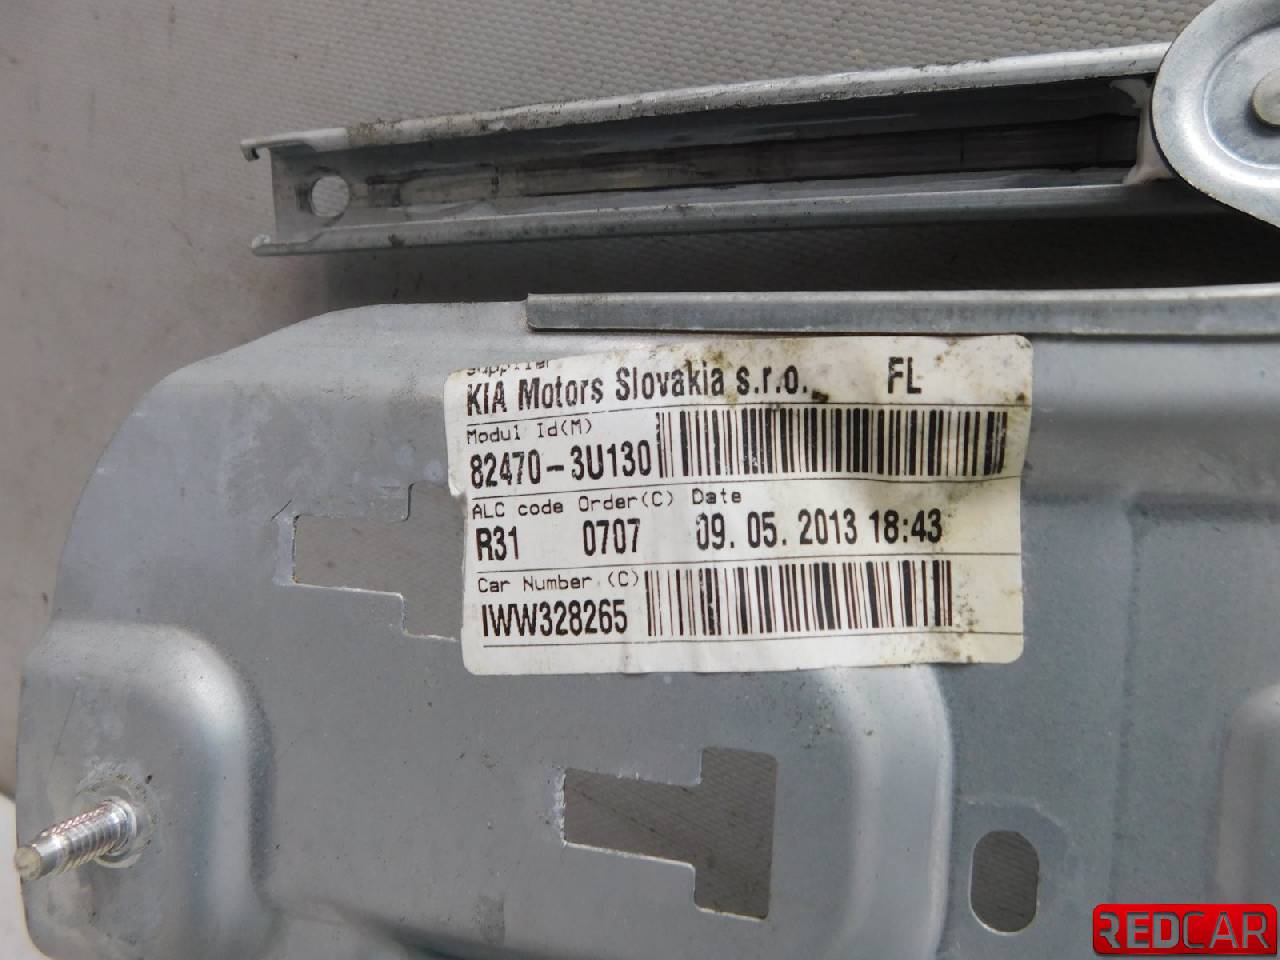 Supplier
KIA Motors Slovakia s.r.o. FL
Modul Id(M)
82470-3U130
ALC code Order(C) Date
R31 0707 09.05.2013 18:43
Car Number (C)
IWW328265
REDCAR